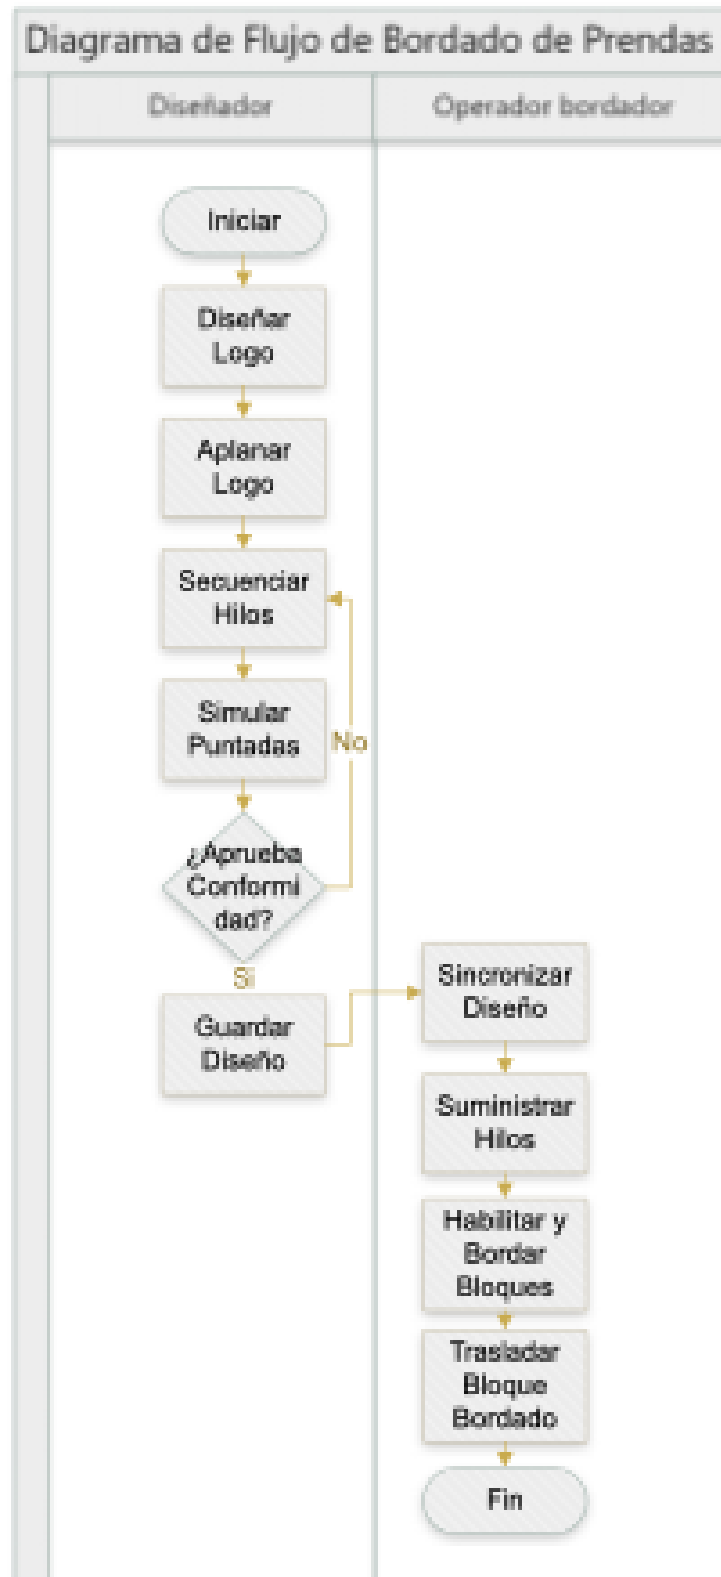 Diagrama de Flujo de Bordado de Prendas
Diseñador
Operador bordador
Iniciar
Diseñar
Logo
Aplanar
Logo
Secuenciar
Hilos
Simular
Puntadas
No
¿Aprueba
Conformi
dad?
Si
Guardar
Diseño
Sincronizar
Diseño
Suministrar
Hilos
Habilitar y
Bordar
Bloques
Trasladar
Bloque
Bordado
Fin